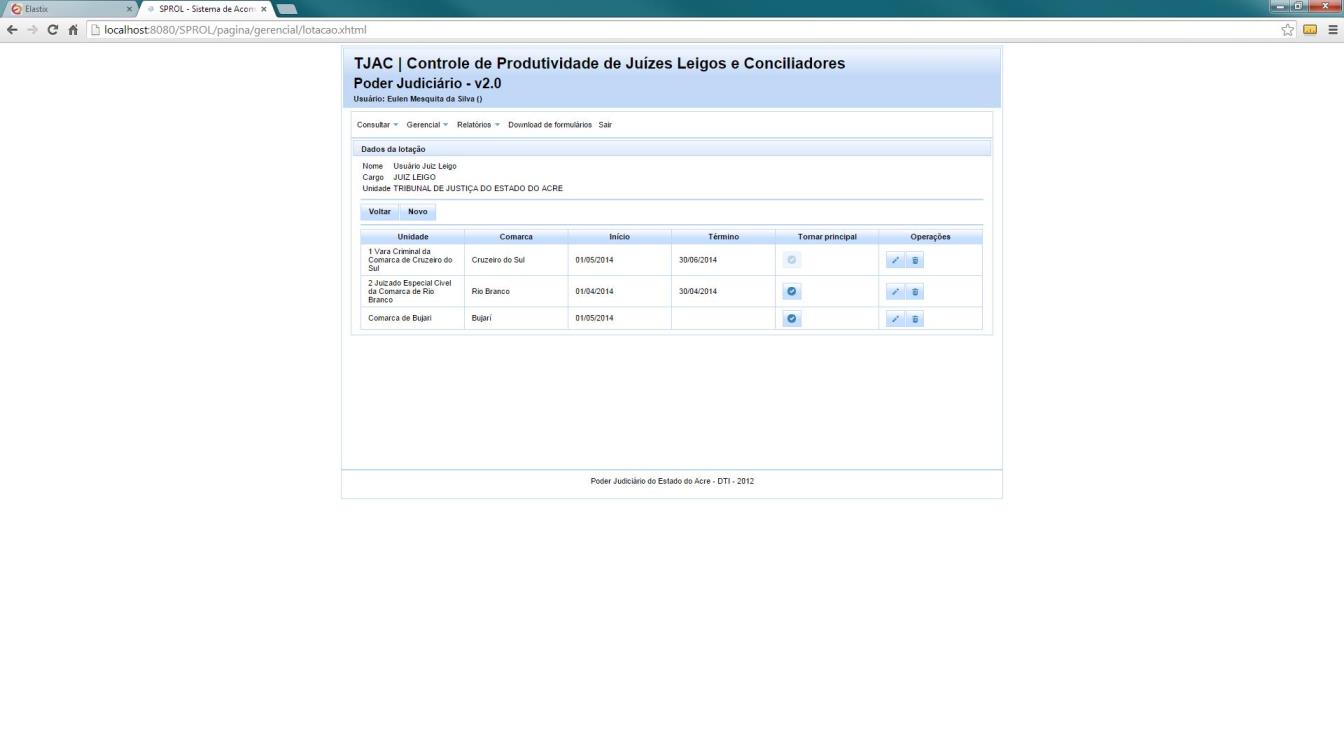 Elastix
SPROL - Sistema de Acom
localhost:8080/SPROL/pagina/gerencial/lotacao.xhtml
TJAC | Controle de Produtividade de Juízes Leigos e Conciliadores
Poder Judiciário - v2.0
Usuário: Eulen Mesquita da Silva ()
Consultar Gerencial Relatórios Download de formulários Sair
Dados da lotação
Nome Usuário Juiz Leigo
Cargo JUIZ LEIGO
Unidade TRIBUNAL DE JUSTIÇA DO ESTADO DO ACRE
Voltar Novo
Unidade Comarca Início Término Tornar principal Operações
1 Vara Criminal da
Comarca de Cruzeiro do
Sul
Cruzeiro do Sul 01/05/2014 30/06/2014
2 Juizado Especial Civel
da Comarca de Rio
Branco
Rio Branco 01/04/2014 30/04/2014
Comarca de Bujari Bujarí 01/05/2014
Poder Judiciário do Estado do Acre - DTI - 2012